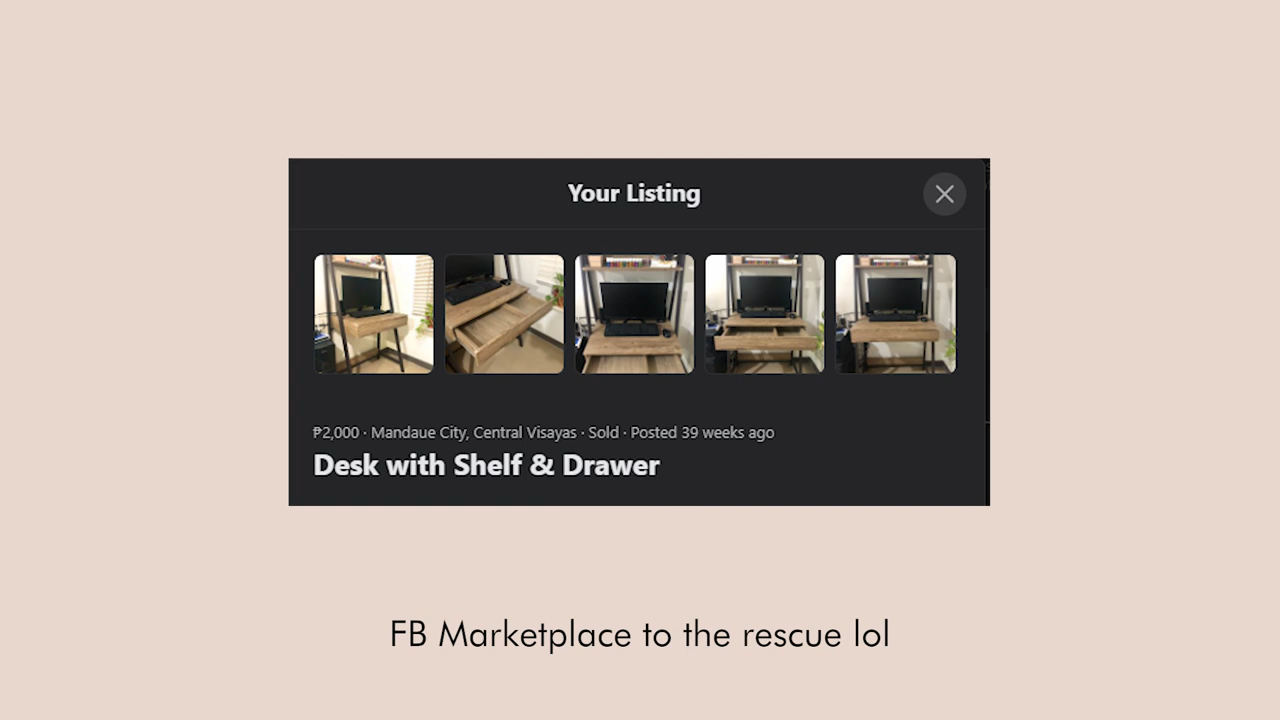 Your Listing
₱2,000 · Mandaue City, Central Visayas · Sold · Posted 39 weeks ago
Desk with Shelf & Drawer
FB Marketplace to the rescue lol